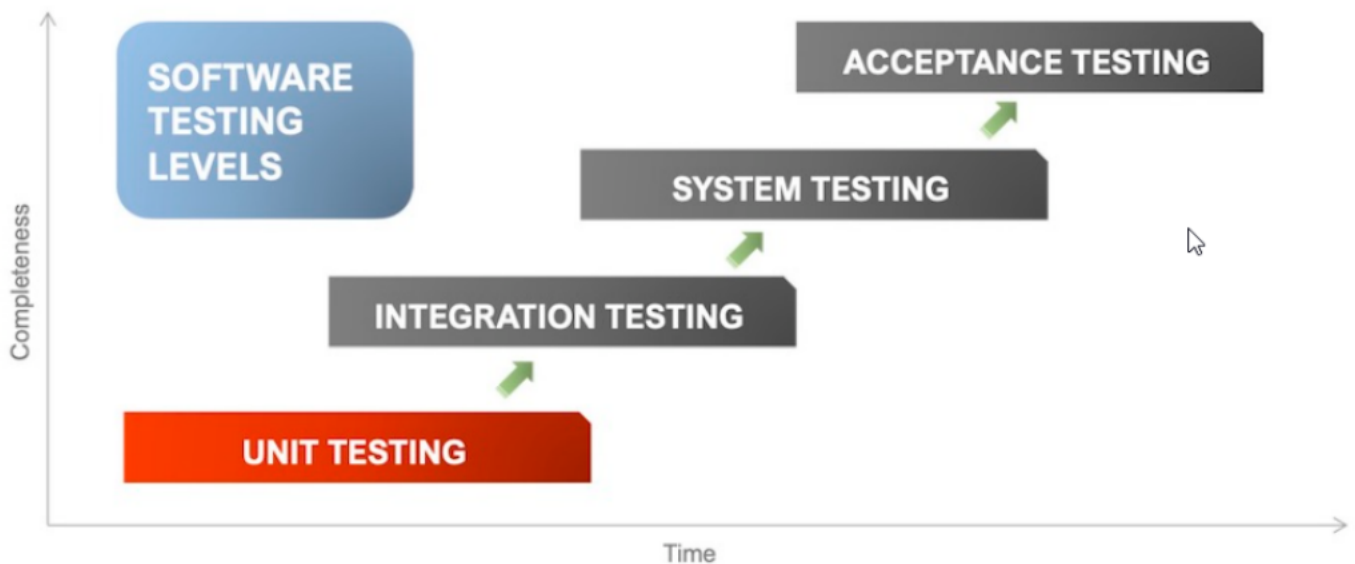 SOFTWARE
TESTING
LEVELS
ACCEPTANCE TESTING
SYSTEM TESTING
INTEGRATION TESTING
UNIT TESTING
Completeness
Time